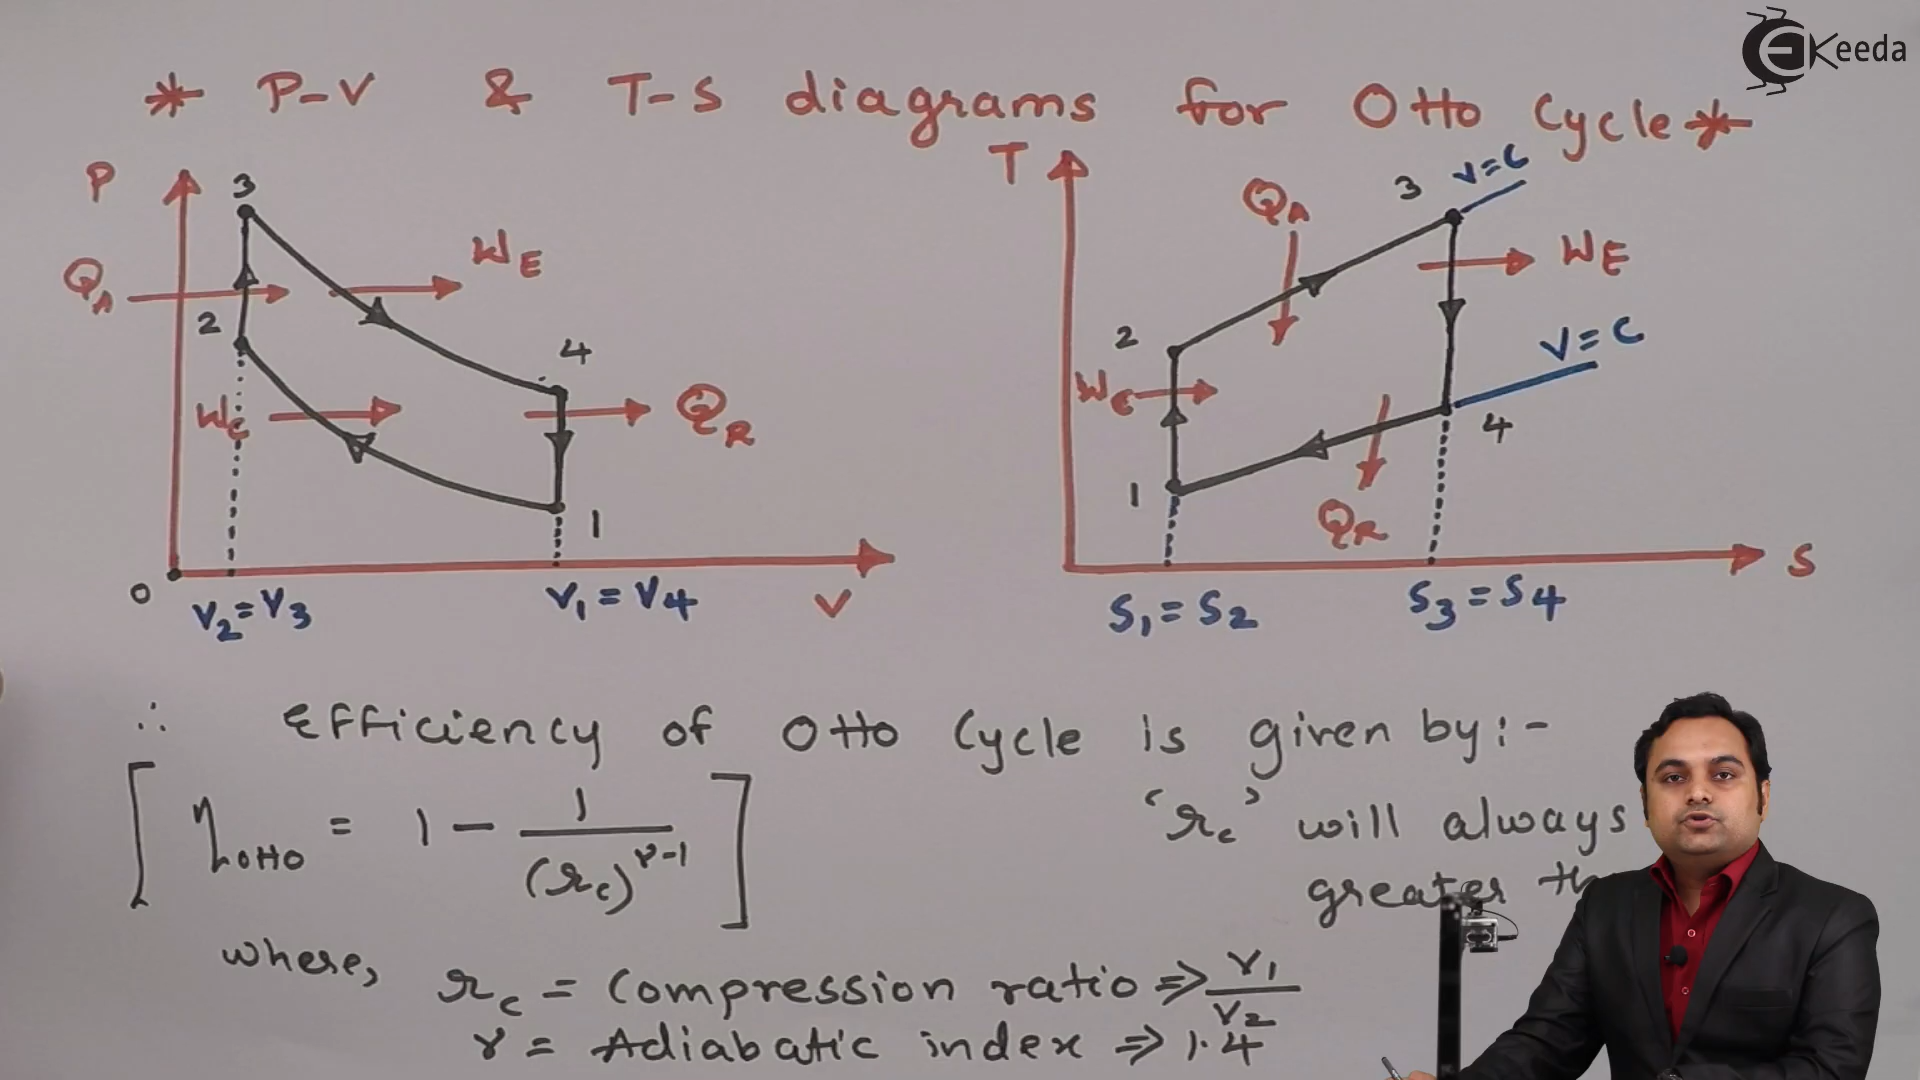 EKeeda
* P-V & T-S diagrams for Otto Cycle *
P
3
QA
WE
2
4
WC
QR
1
0
V2 = V3
V1 = V4
V
T
QA
3
V = C
WE
2
V = C
WC
4
1
QR
S1 = S2
S3 = S4
S
∴ Efficiency of Otto Cycle is given by:-
[ηOtto = 1 - 1/(rc)^γ-1]
'rc' will always
greater
where,
rc = Compression ratio ⇒ V1/V2
γ = Adiabatic index ⇒ 1.4